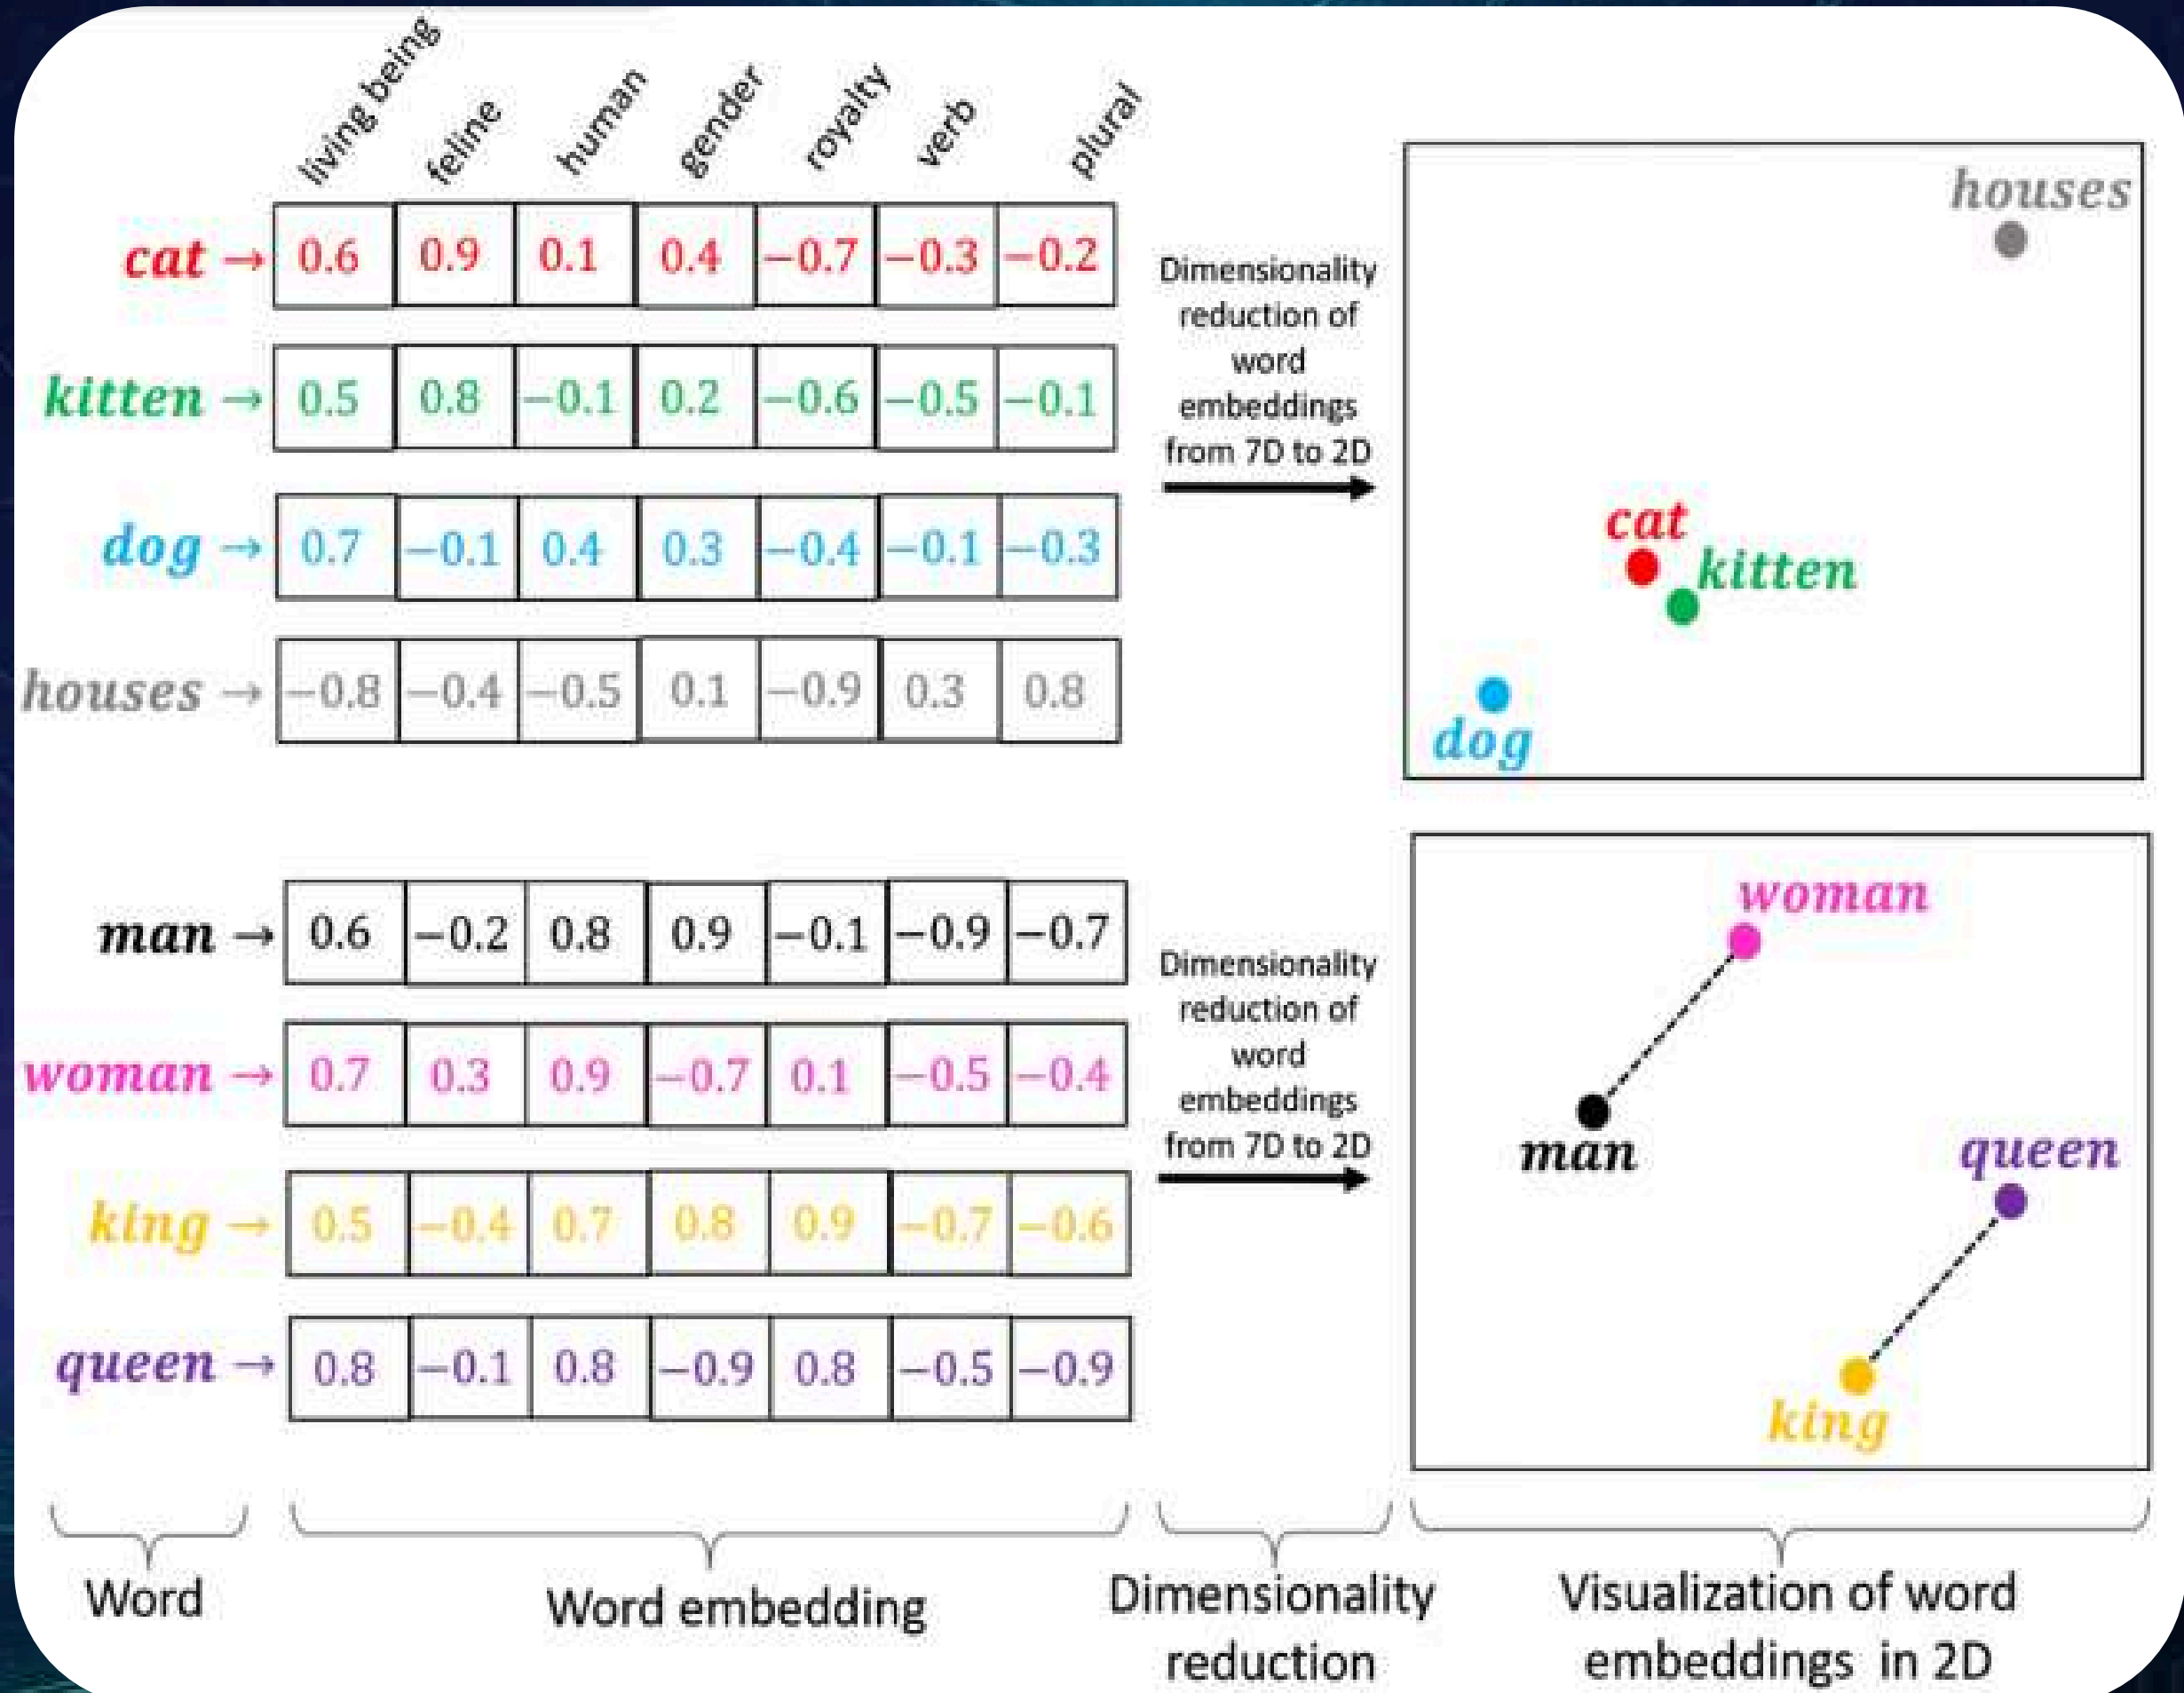 living being feline human gender royalty verb plural
cat → 0.6 0.9 0.1 0.4 −0.7 −0.3 −0.2
kitten → 0.5 0.8 −0.1 0.2 −0.6 −0.5 −0.1
dog → 0.7 −0.1 0.4 0.3 −0.4 −0.1 −0.3
houses → −0.8 −0.4 −0.5 0.1 −0.9 0.3 0.8
Dimensionality
reduction of
word
embeddings
from 7D to 2D
houses
cat
kitten
dog
man → 0.6 −0.2 0.8 0.9 −0.1 −0.9 −0.7
woman → 0.7 0.3 0.9 −0.7 0.1 −0.5 −0.4
king → 0.5 −0.4 0.7 0.8 0.9 −0.7 −0.6
queen → 0.8 −0.1 0.8 −0.9 0.8 −0.5 −0.9
Dimensionality
reduction of
word
embeddings
from 7D to 2D
woman
man
queen
king
Word
Word embedding
Dimensionality
reduction
Visualization of word
embeddings in 2D